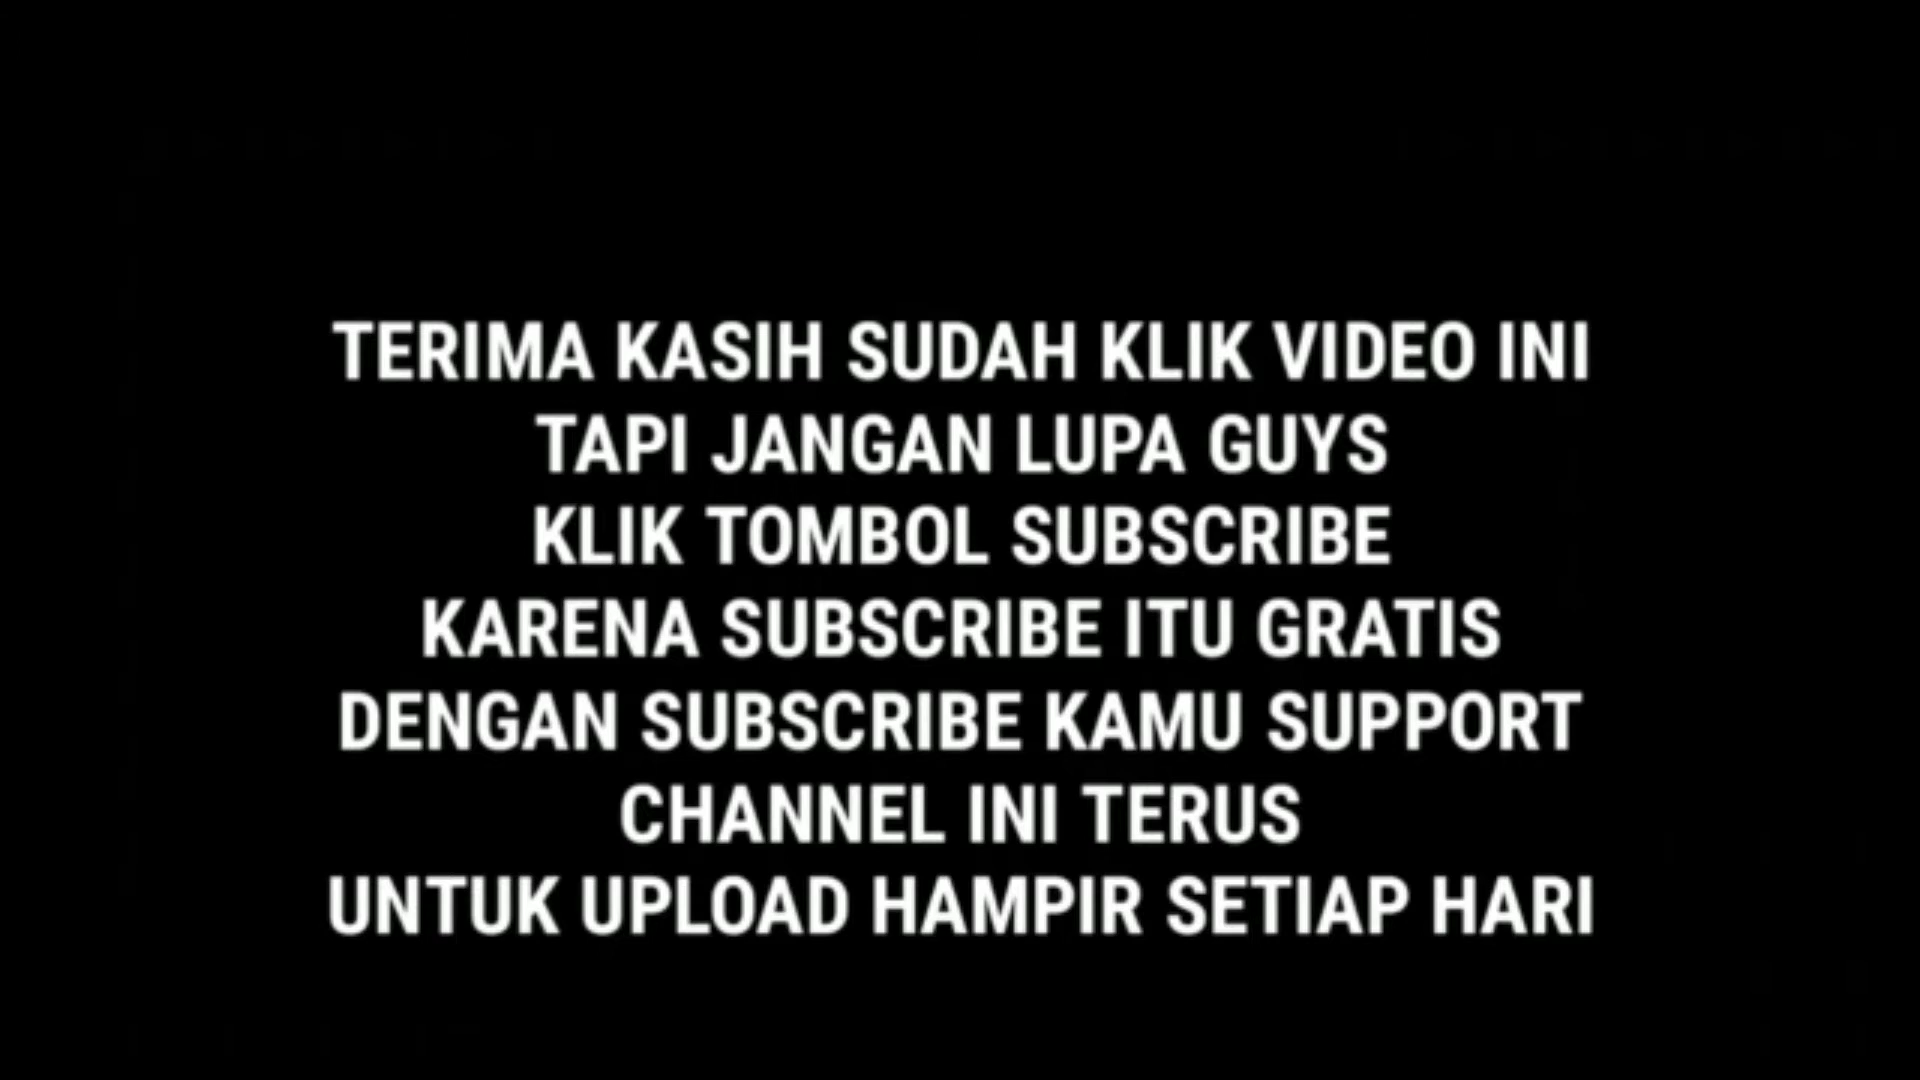 TERIMA KASIH SUDAH KLIK VIDEO INI
TAPI JANGAN LUPA GUYS
KLIK TOMBOL SUBSCRIBE
KARENA SUBSCRIBE ITU GRATIS
DENGAN SUBSCRIBE KAMU SUPPORT
CHANNEL INI TERUS
UNTUK UPLOAD HAMPIR SETIAP HARI